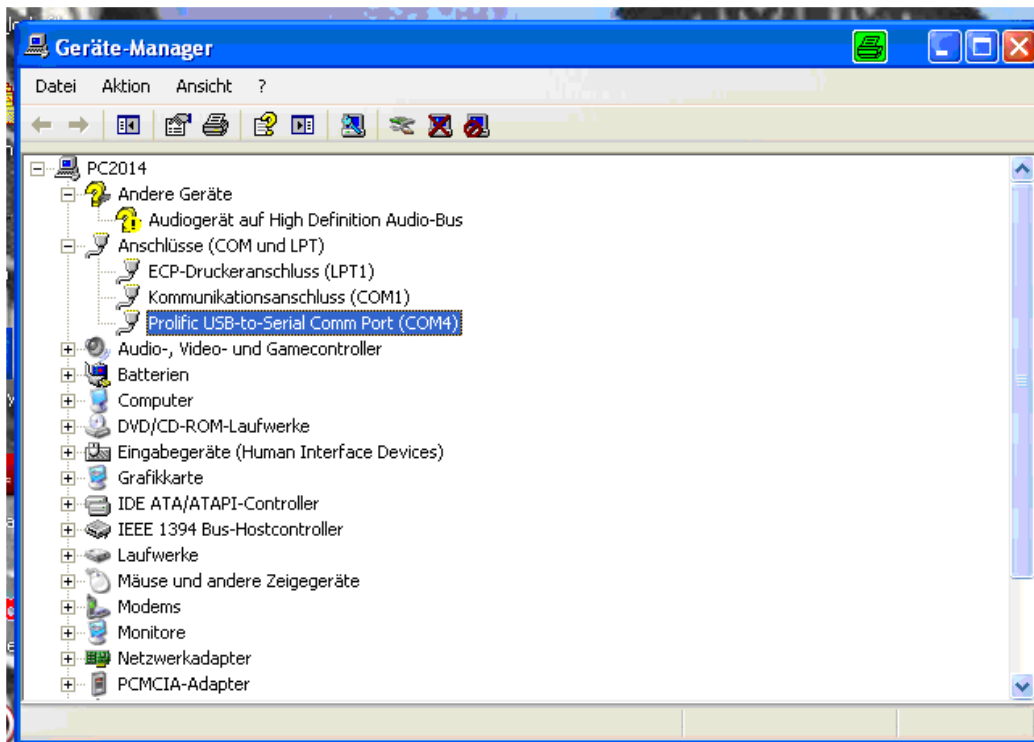 Geräte-Manager
Datei Aktion Ansicht ?
PC2014
Andere Geräte
Audiogerät auf High Definition Audio-Bus
Anschlüsse (COM und LPT)
ECP-Druckeranschluss (LPT1)
Kommunikationsanschluss (COM1)
Prolific USB-to-Serial Comm Port (COM4)
Audio-, Video- und Gamecontroller
Batterien
Computer
DVD/CD-ROM-Laufwerke
Eingabegeräte (Human Interface Devices)
Grafikkarte
IDE ATA/ATAPI-Controller
IEEE 1394 Bus-Hostcontroller
Laufwerke
Mäuse und andere Zeigegeräte
Modems
Monitore
Netzwerkadapter
PCMCIA-Adapter